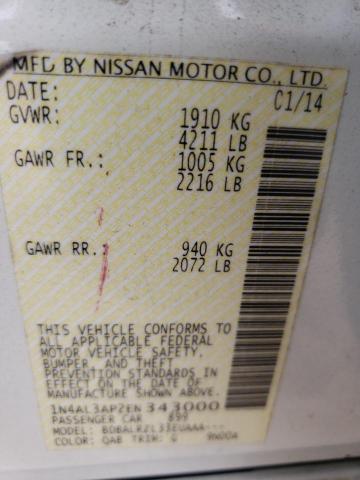 MFD BY NISSAN MOTOR CO., LTD.
DATE: 01/14
GVWR: 1910 KG
4211 LB
GAWR FR.: 1005 KG
2216 LB
GAWR RR.: 940 KG
2072 LB
THIS VEHICLE CONFORMS TO
ALL APPLICABLE FEDERAL
MOTOR VEHICLE SAFETY,
BUMPER, AND THEFT
PREVENTION STANDARDS IN
EFFECT ON THE DATE OF
MANUFACTURE SHOWN ABOVE.
1N4AL3AP2EN 343000
PASSENGER CAR 899
MODEL:
COLOR: QAB TRIM: G